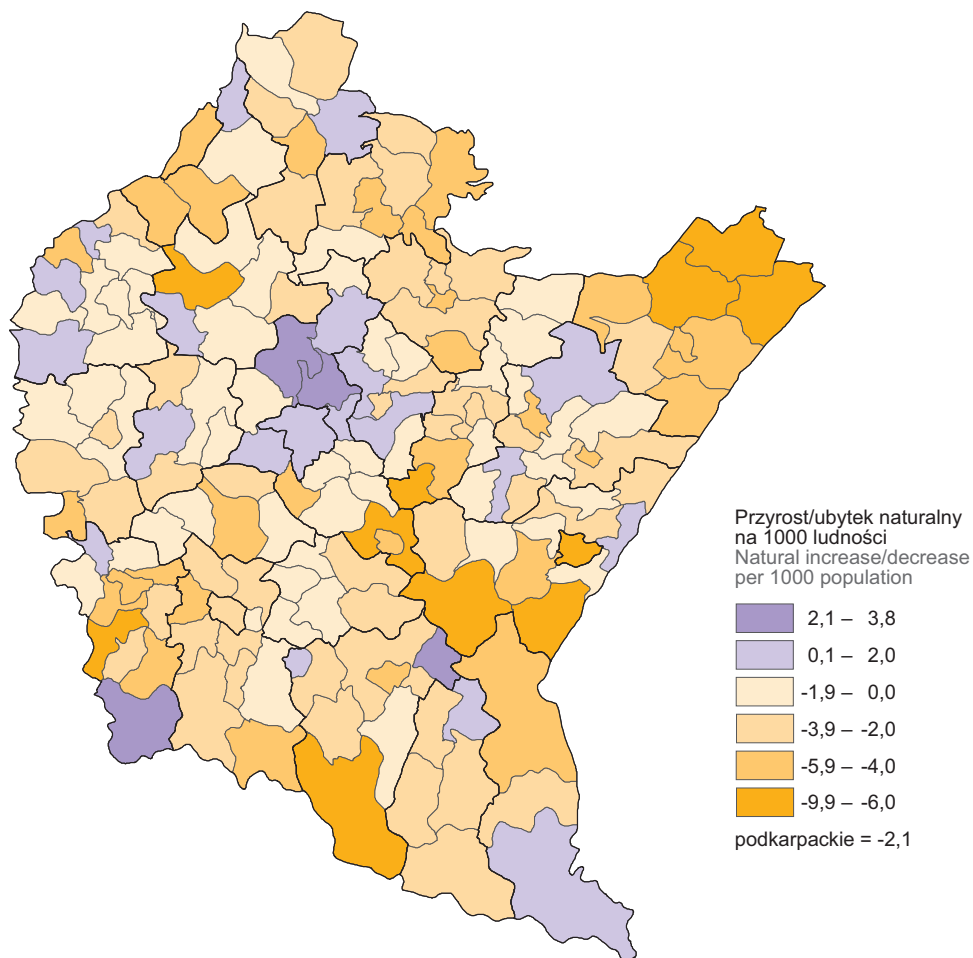 Przyrost/ubytek naturalny
na 1000 ludności
Natural increase/decrease
per 1000 population
2,1 – 3,8
0,1 – 2,0
-1,9 – 0,0
-3,9 – -2,0
-5,9 – -4,0
-9,9 – -6,0
podkarpackie = -2,1